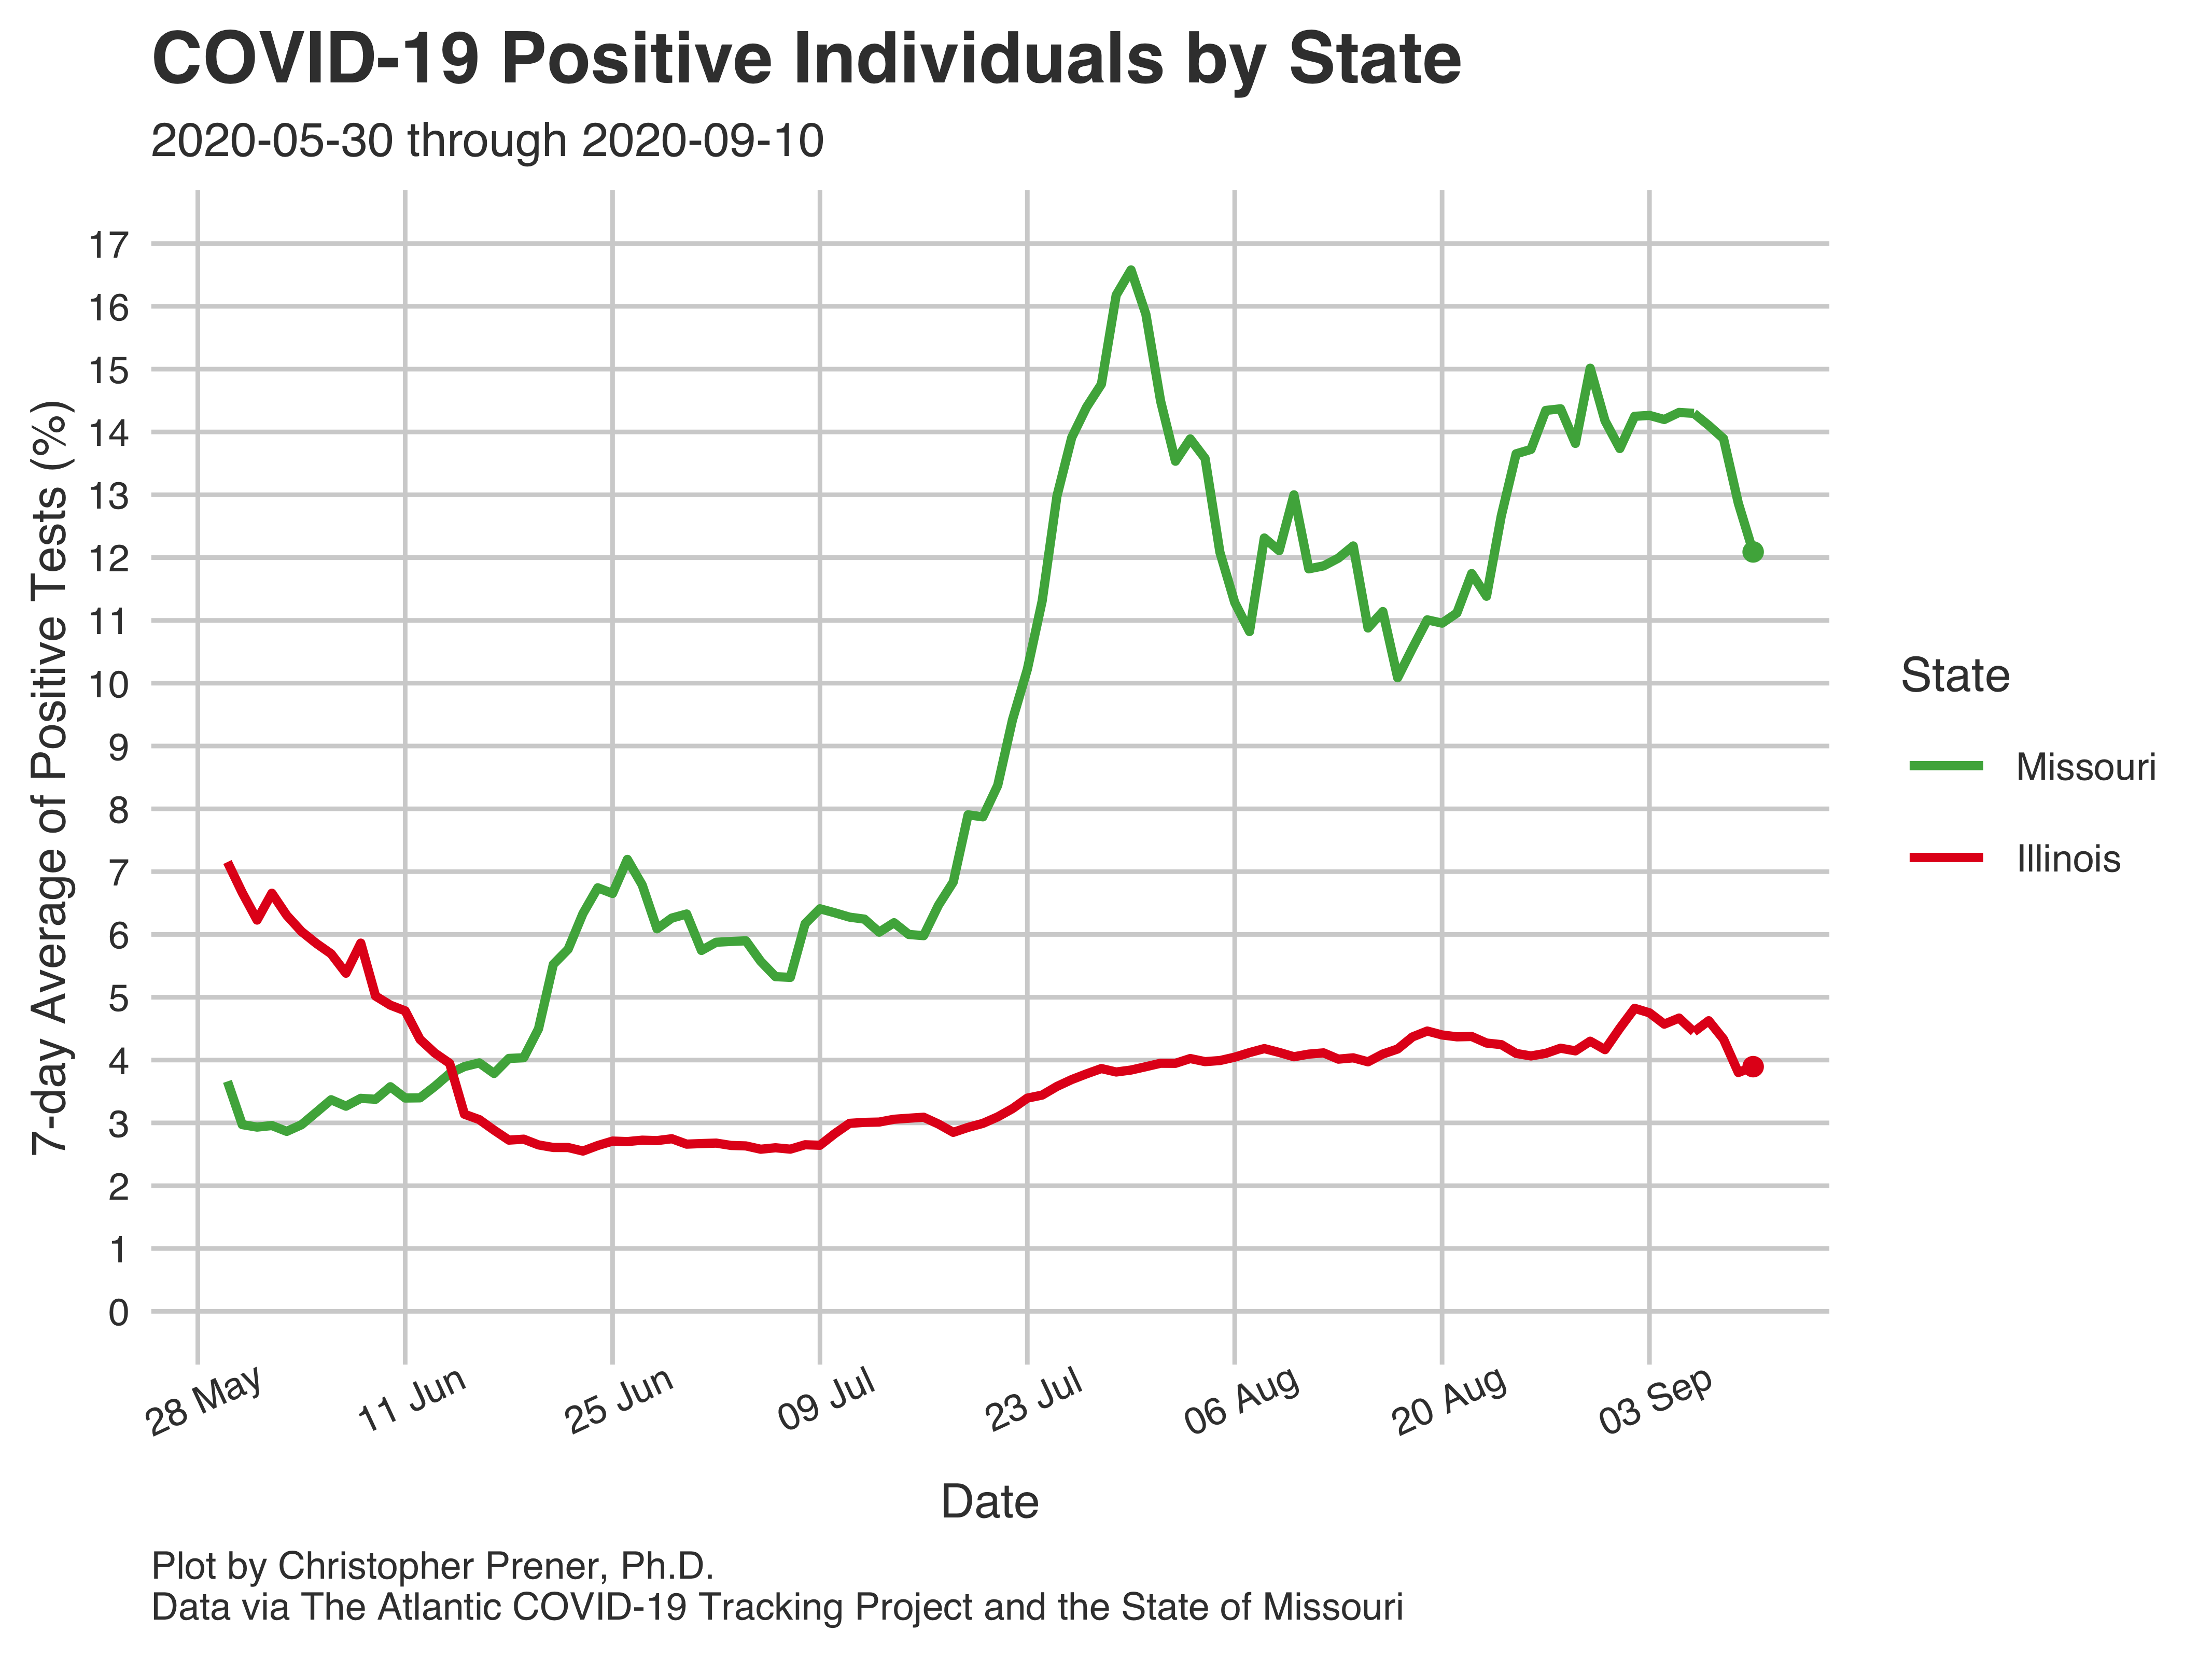 COVID-19 Positive Individuals by State
2020-05-30 through 2020-09-10
7-day Average of Positive Tests (%)
17
16
15
14
13
12
11
10
9
8
7
6
5
4
3
2
1
0
28 May
11 Jun
25 Jun
09 Jul
23 Jul
06 Aug
20 Aug
03 Sep
Date
State
Missouri
Illinois
Plot by Christopher Prener, Ph.D.
Data via The Atlantic COVID-19 Tracking Project and the State of Missouri